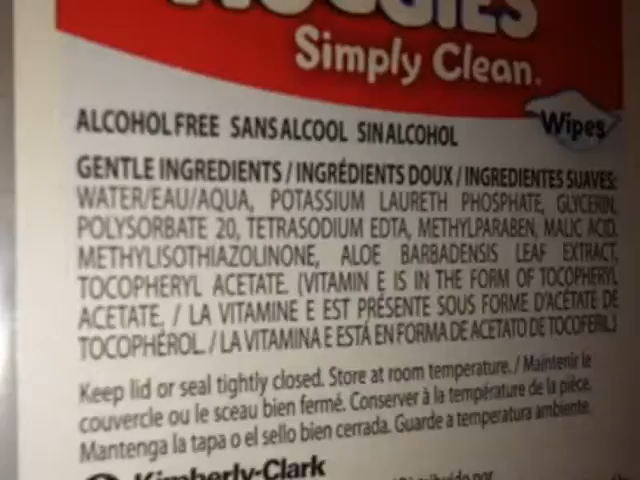 HUGGIES
Simply Clean.
Wipes
ALCOHOL FREE SANS ALCOOL SIN ALCOHOL
GENTLE INGREDIENTS / INGRÉDIENTS DOUX / INGREDIENTES SUAVES:
WATER/EAU/AQUA, POTASSIUM LAURETH PHOSPHATE, GLYCERIN,
POLYSORBATE 20, TETRASODIUM EDTA, METHYLPARABEN, MALIC ACID,
METHYLISOTHIAZOLINONE, ALOE BARBADENSIS LEAF EXTRACT,
TOCOPHERYL ACETATE. (VITAMIN E IS IN THE FORM OF TOCOPHERYL
ACETATE. / LA VITAMINE E EST PRÉSENTE SOUS FORME D'ACÉTATE DE
TOCOPHÉROL. / LA VITAMINA E ESTÁ EN FORMA DE ACETATO DE TOCOFERIL.)
Keep lid or seal tightly closed. Store at room temperature. / Maintenir le
couvercle ou le sceau bien fermé. Conserver à la température de la pièce.
Mantenga la tapa o el sello bien cerrada. Guarde a temperatura ambiente.
Kimberly-Clark